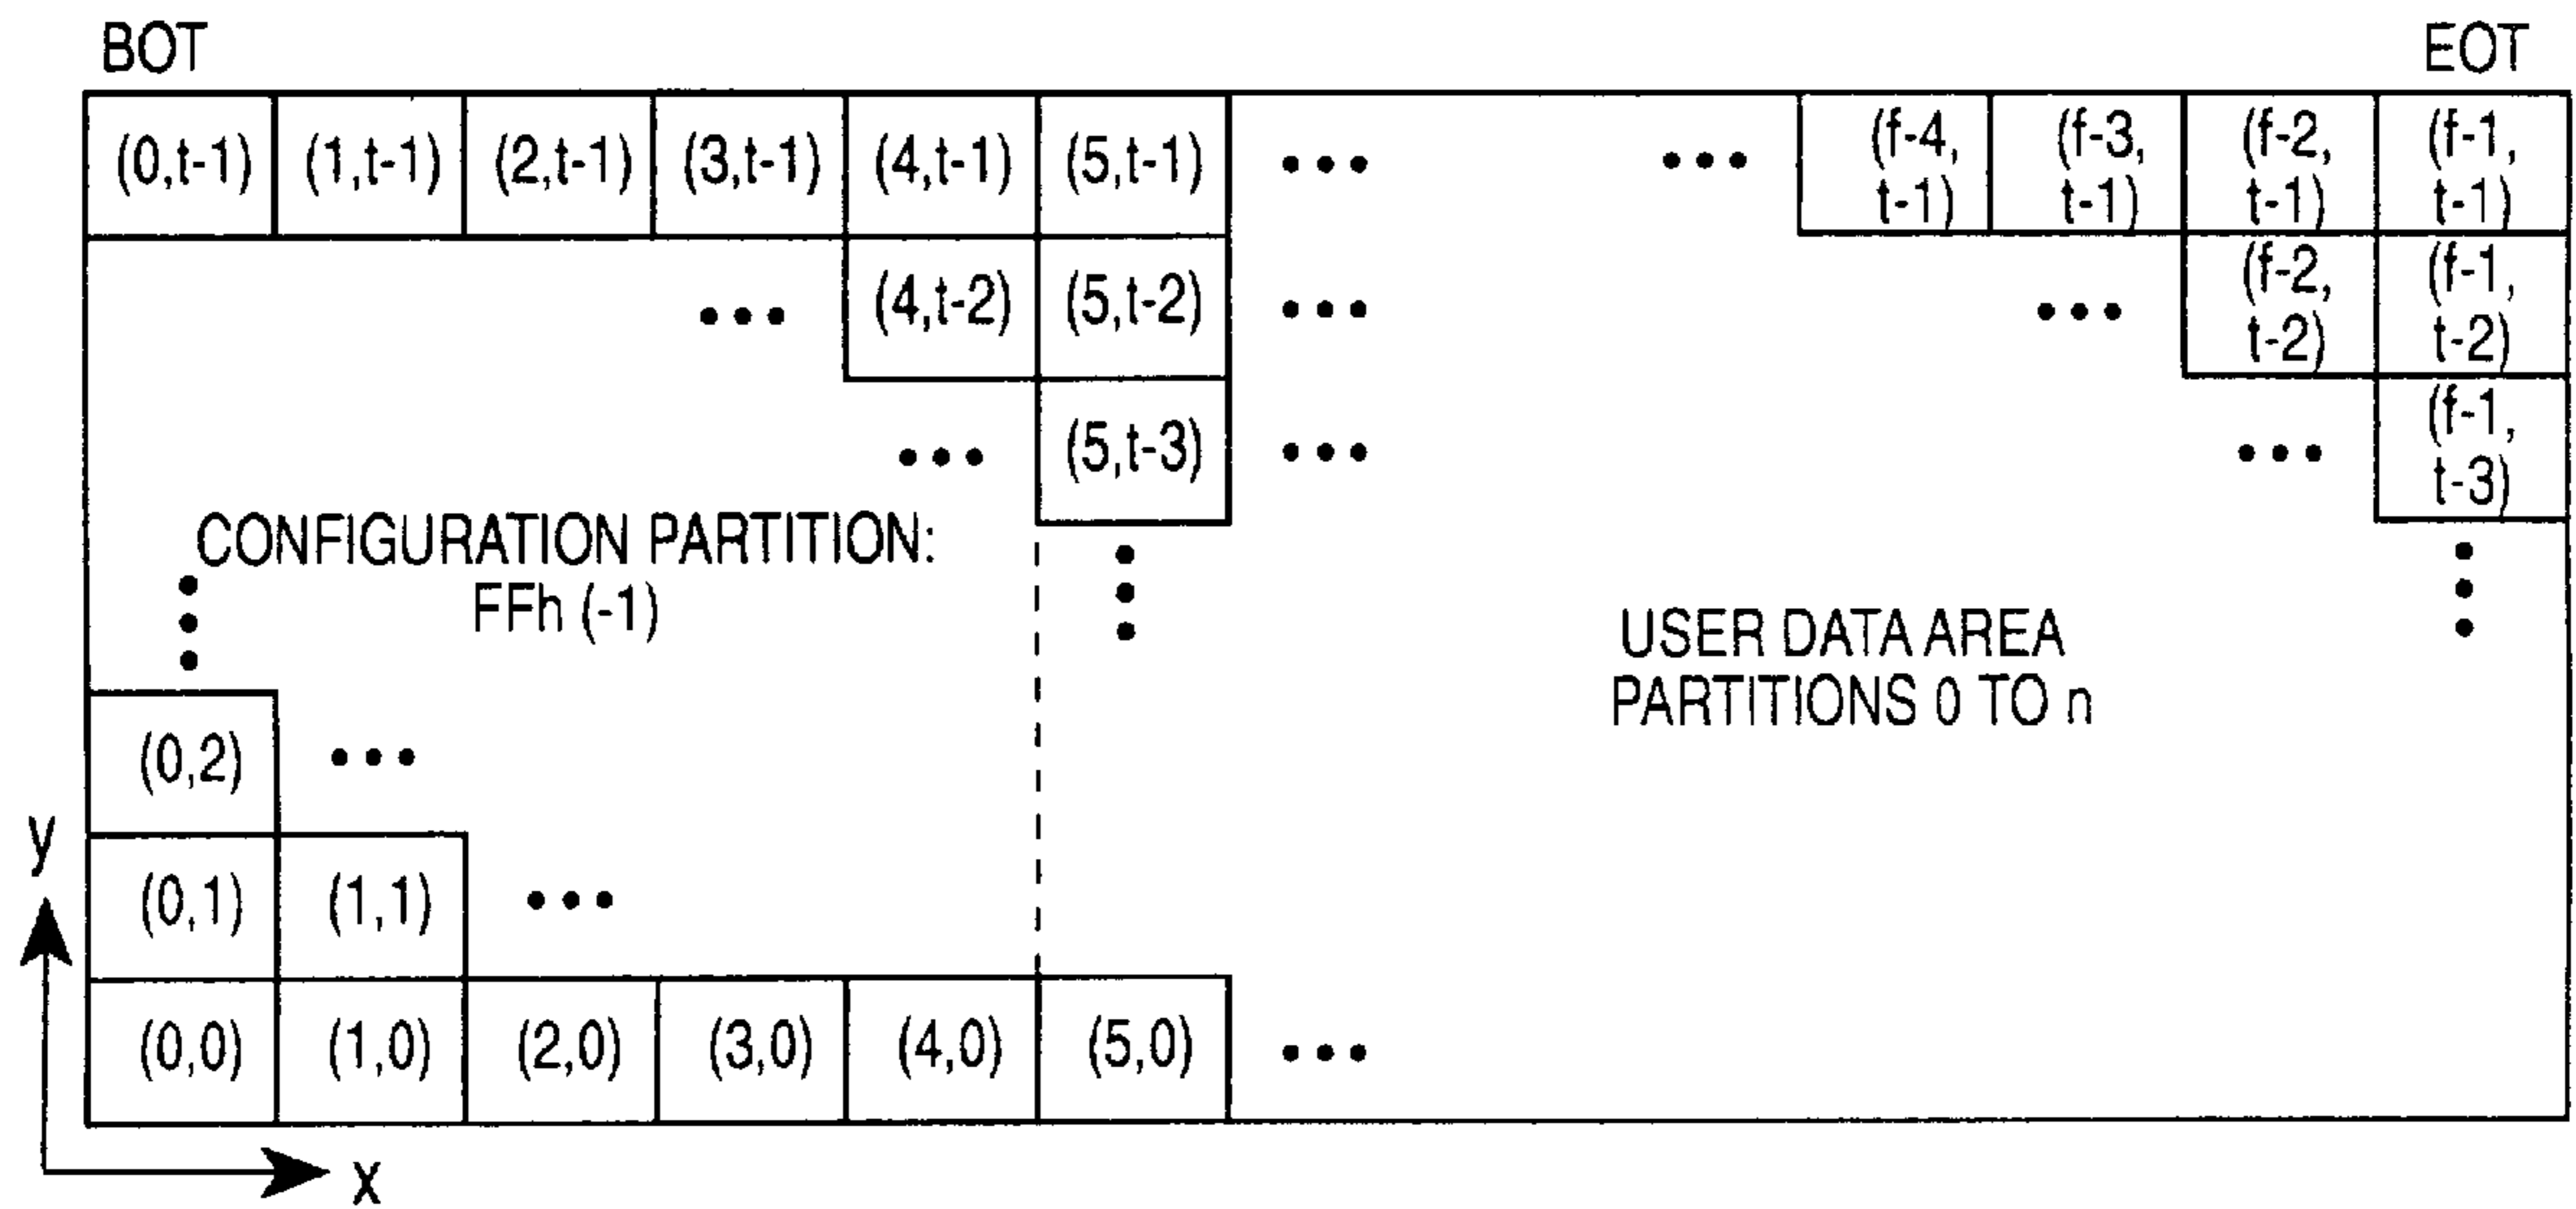 BOT EOT
(0,t-1) (1,t-1) (2,t-1) (3,t-1) (4,t-1) (5,t-1) ••• ••• (f-4, (f-3, (f-2, (f-1,
t-1) t-1) t-1) t-1)
••• (4,t-2) (5,t-2) ••• ••• (f-2, (f-1,
t-2) t-2)
••• (5,t-3) ••• ••• (f-1,
t-3)
CONFIGURATION PARTITION:
FFh (-1)
USER DATA AREA
PARTITIONS 0 TO n
(0,2) •••
y
(0,1) (1,1) •••
(0,0) (1,0) (2,0) (3,0) (4,0) (5,0) •••
x